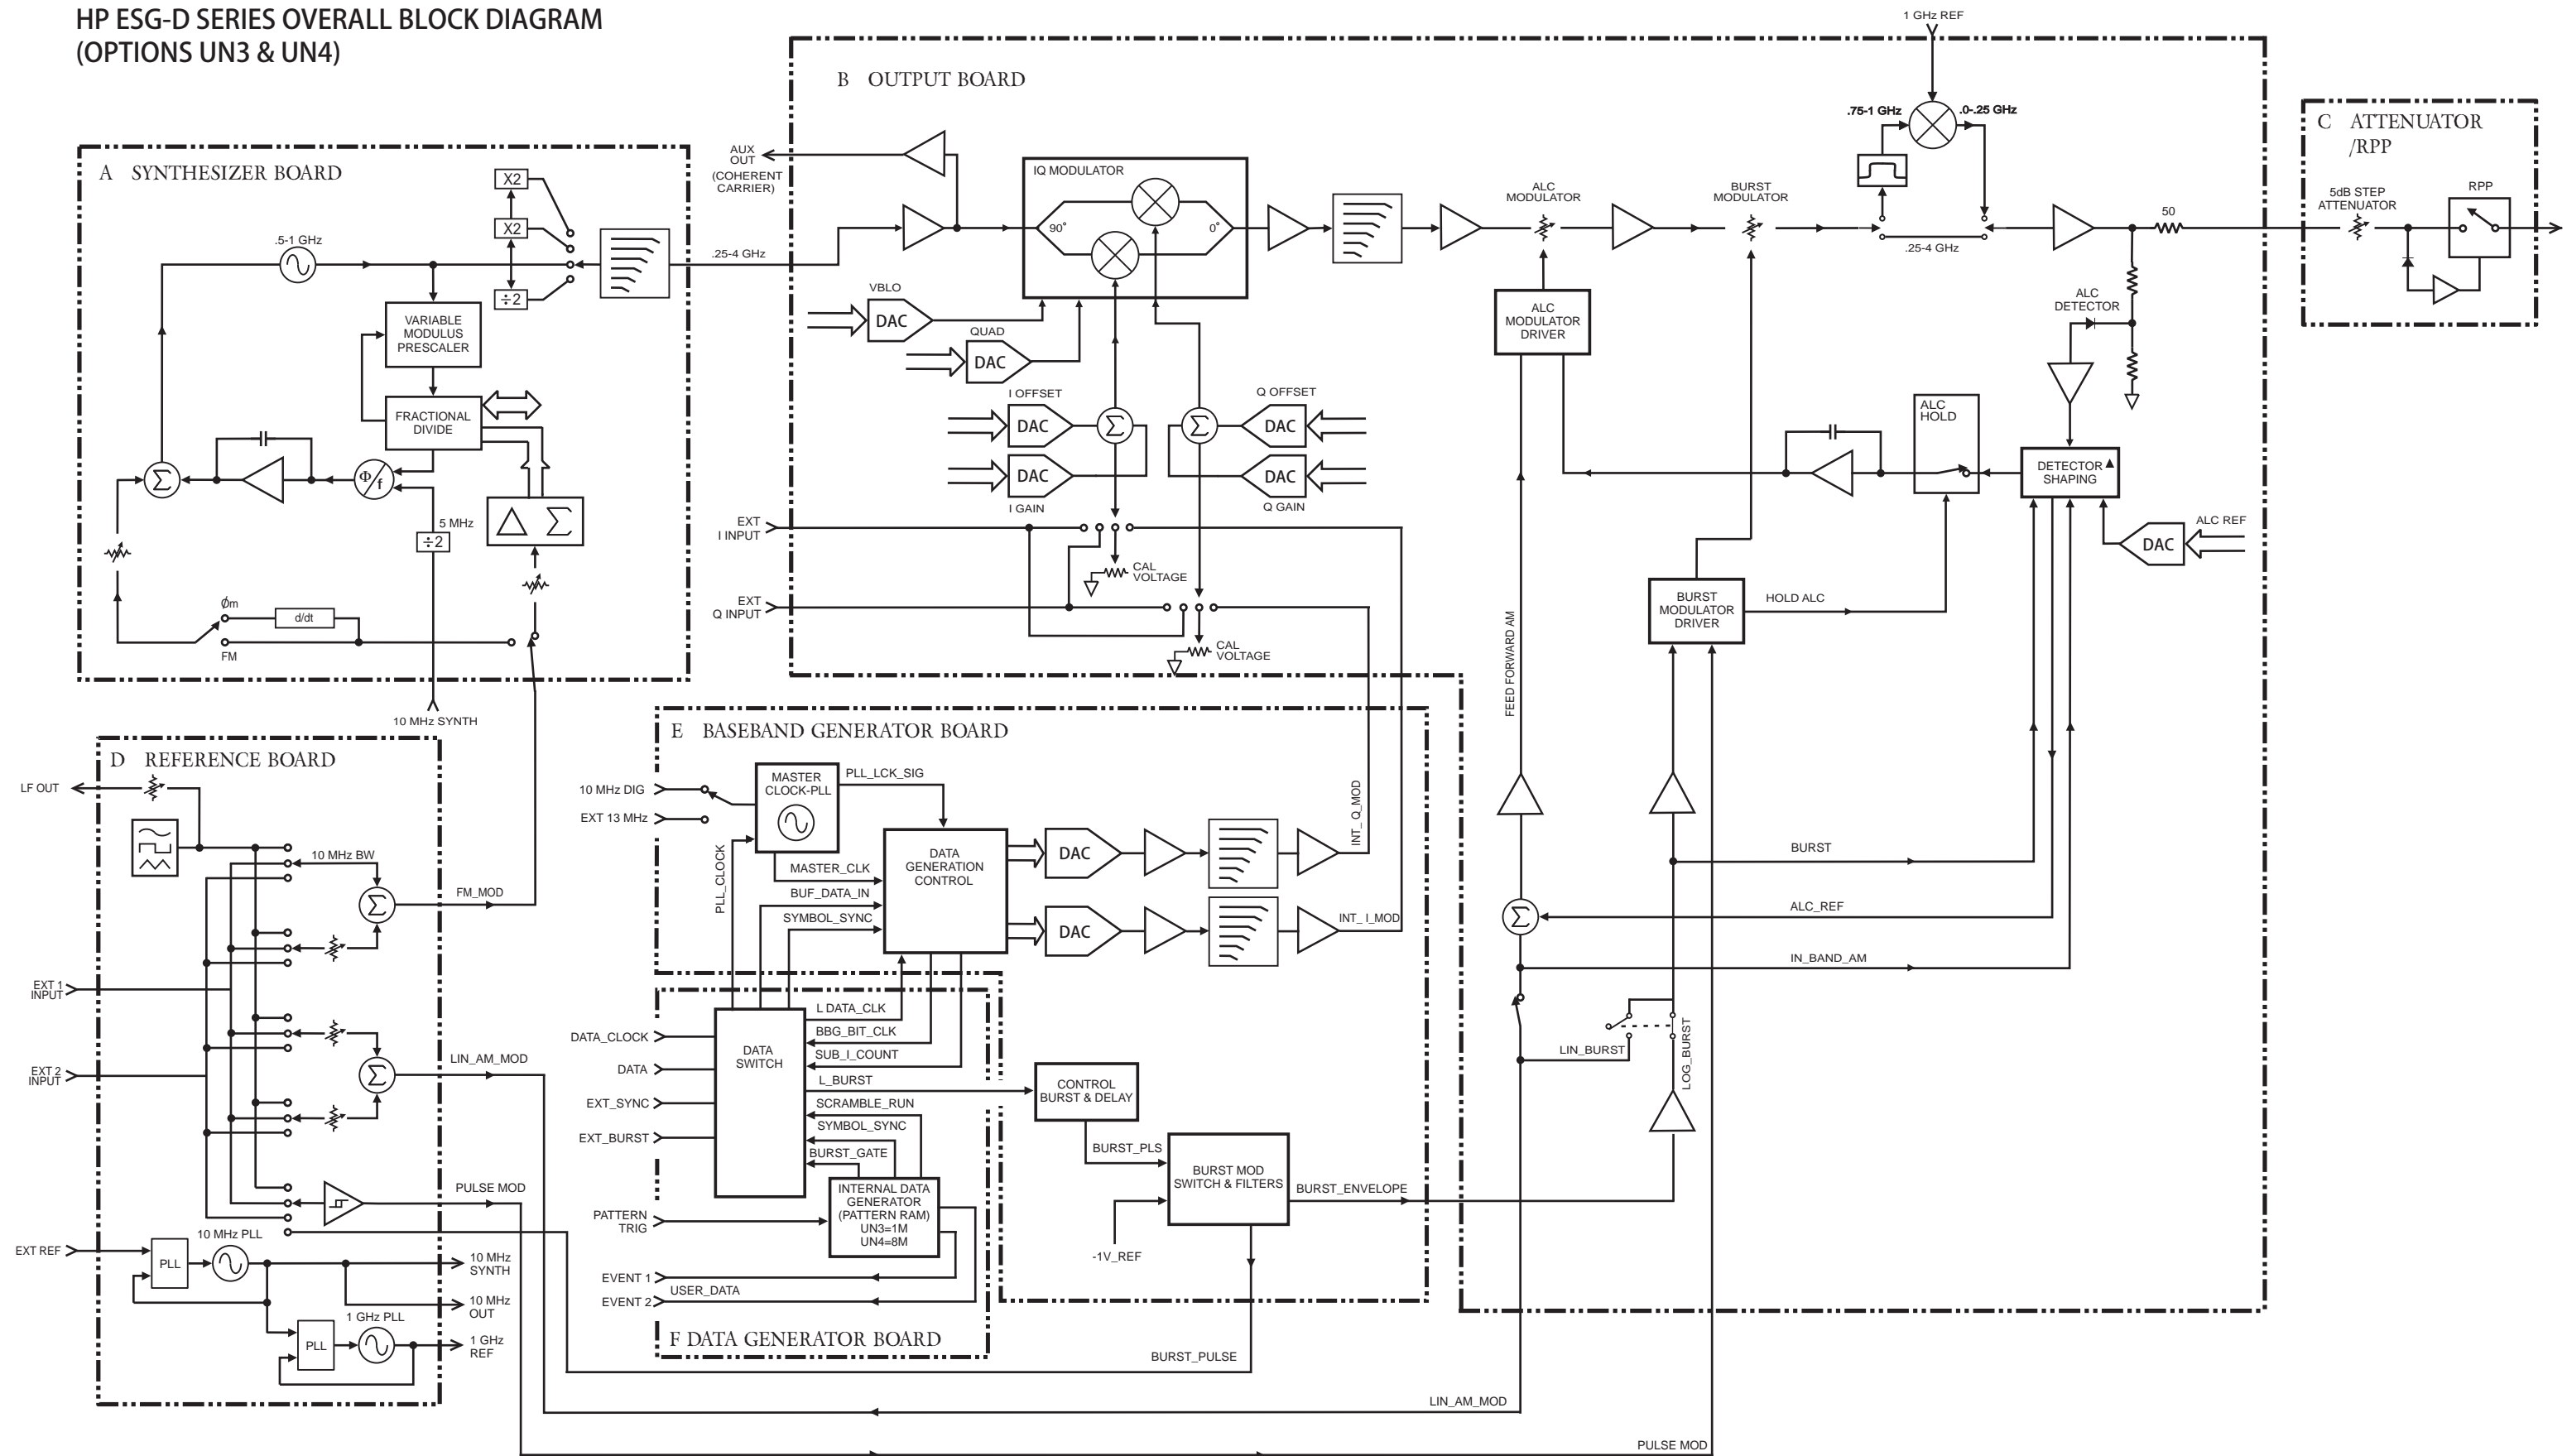 HP ESG-D SERIES OVERALL BLOCK DIAGRAM
(OPTIONS UN3 & UN4)
A SYNTHESIZER BOARD
X2
X2
÷2
.5-1 GHz
VARIABLE
MODULUS
PRESCALER
FRACTIONAL
DIVIDE
Σ
Φ/f
5 MHz
÷2
△ Σ
Øm
d/dt
FM
10 MHz SYNTH
.25-4 GHz
B OUTPUT BOARD
AUX
OUT
(COHERENT
CARRIER)
IQ MODULATOR
90°
0°
VBLO
DAC
QUAD
DAC
I OFFSET
DAC
Σ
Σ
Q OFFSET
DAC
DAC
I GAIN
DAC
Q GAIN
EXT
I INPUT
CAL
VOLTAGE
EXT
Q INPUT
CAL
VOLTAGE
ALC
MODULATOR
BURST
MODULATOR
1 GHz REF
.75-1 GHz
.0-.25 GHz
.25-4 GHz
50
ALC
MODULATOR
DRIVER
ALC
DETECTOR
ALC
HOLD
DETECTOR
SHAPING
ALC REF
DAC
BURST
MODULATOR
DRIVER
HOLD ALC
FEED FORWARD AM
BURST
Σ
ALC_REF
IN_BAND_AM
LIN_BURST
LOG_BURST
C ATTENUATOR
/RPP
5dB STEP
ATTENUATOR
RPP
D REFERENCE BOARD
LF OUT
10 MHz BW
Σ
FM_MOD
EXT 1
INPUT
EXT 2
INPUT
Σ
LIN_AM_MOD
PULSE MOD
EXT REF
PLL
10 MHz PLL
10 MHz
SYNTH
10 MHz
OUT
1 GHz PLL
PLL
1 GHz
REF
E BASEBAND GENERATOR BOARD
10 MHz DIG
EXT 13 MHz
MASTER
CLOCK-PLL
PLL_LCK_SIG
PLL_CLOCK
MASTER_CLK
BUF_DATA_IN
SYMBOL_SYNC
DATA
GENERATION
CONTROL
DAC
INT_ Q_MOD
DAC
INT_ I_MOD
DATA_CLOCK
DATA
EXT_SYNC
EXT_BURST
DATA
SWITCH
L DATA_CLK
BBG_BIT_CLK
SUB_I_COUNT
L_BURST
SCRAMBLE_RUN
SYMBOL_SYNC
BURST_GATE
CONTROL
BURST & DELAY
BURST_PLS
BURST MOD
SWITCH & FILTERS
BURST_ENVELOPE
-1V_REF
PATTERN
TRIG
INTERNAL DATA
GENERATOR
(PATTERN RAM)
UN3=1M
UN4=8M
EVENT 1
USER_DATA
EVENT 2
F DATA GENERATOR BOARD
BURST_PULSE
LIN_AM_MOD
PULSE MOD